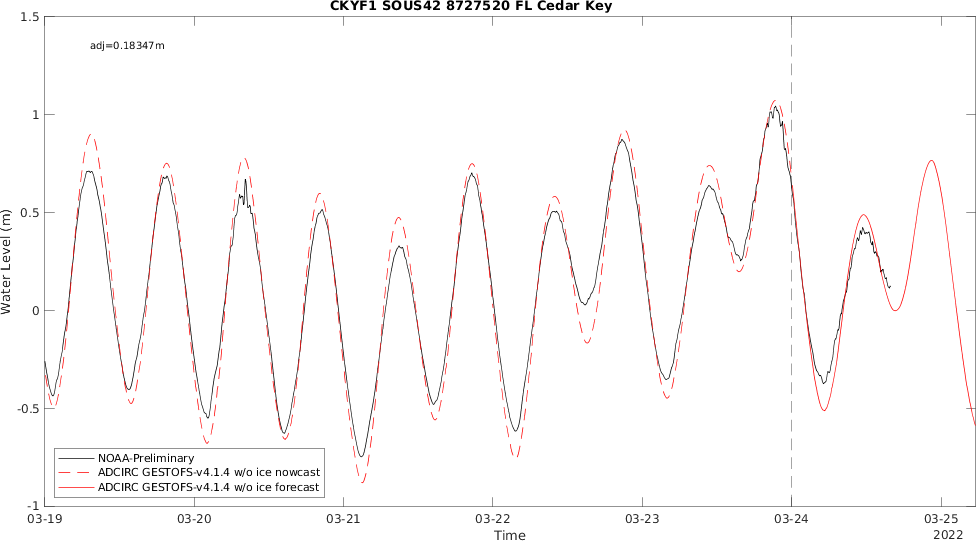 CKYF1 SOUS42 8727520 FL Cedar Key
1.5
adj=0.18347m
1
0.5
Water Level (m)
0
-0.5
NOAA-Preliminary
ADCIRC GESTOFS-v4.1.4 w/o ice nowcast
ADCIRC GESTOFS-v4.1.4 w/o ice forecast
-1
03-19 03-20 03-21 03-22 03-23 03-24 03-25
Time 2022